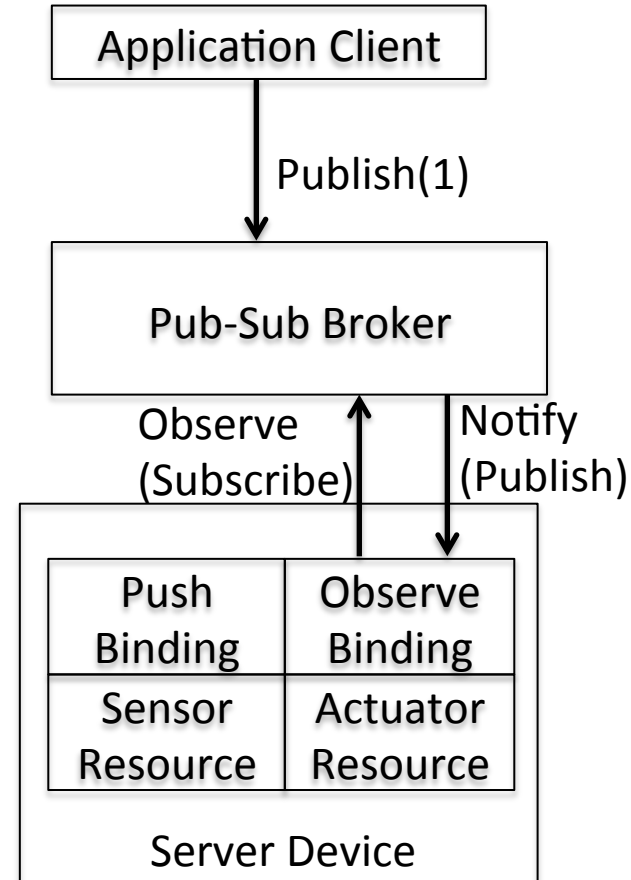 Application Client
Publish(1)
Pub-Sub Broker
Observe
(Subscribe)
Notify
(Publish)
Push
Binding
Observe
Binding
Sensor
Resource
Actuator
Resource
Server Device